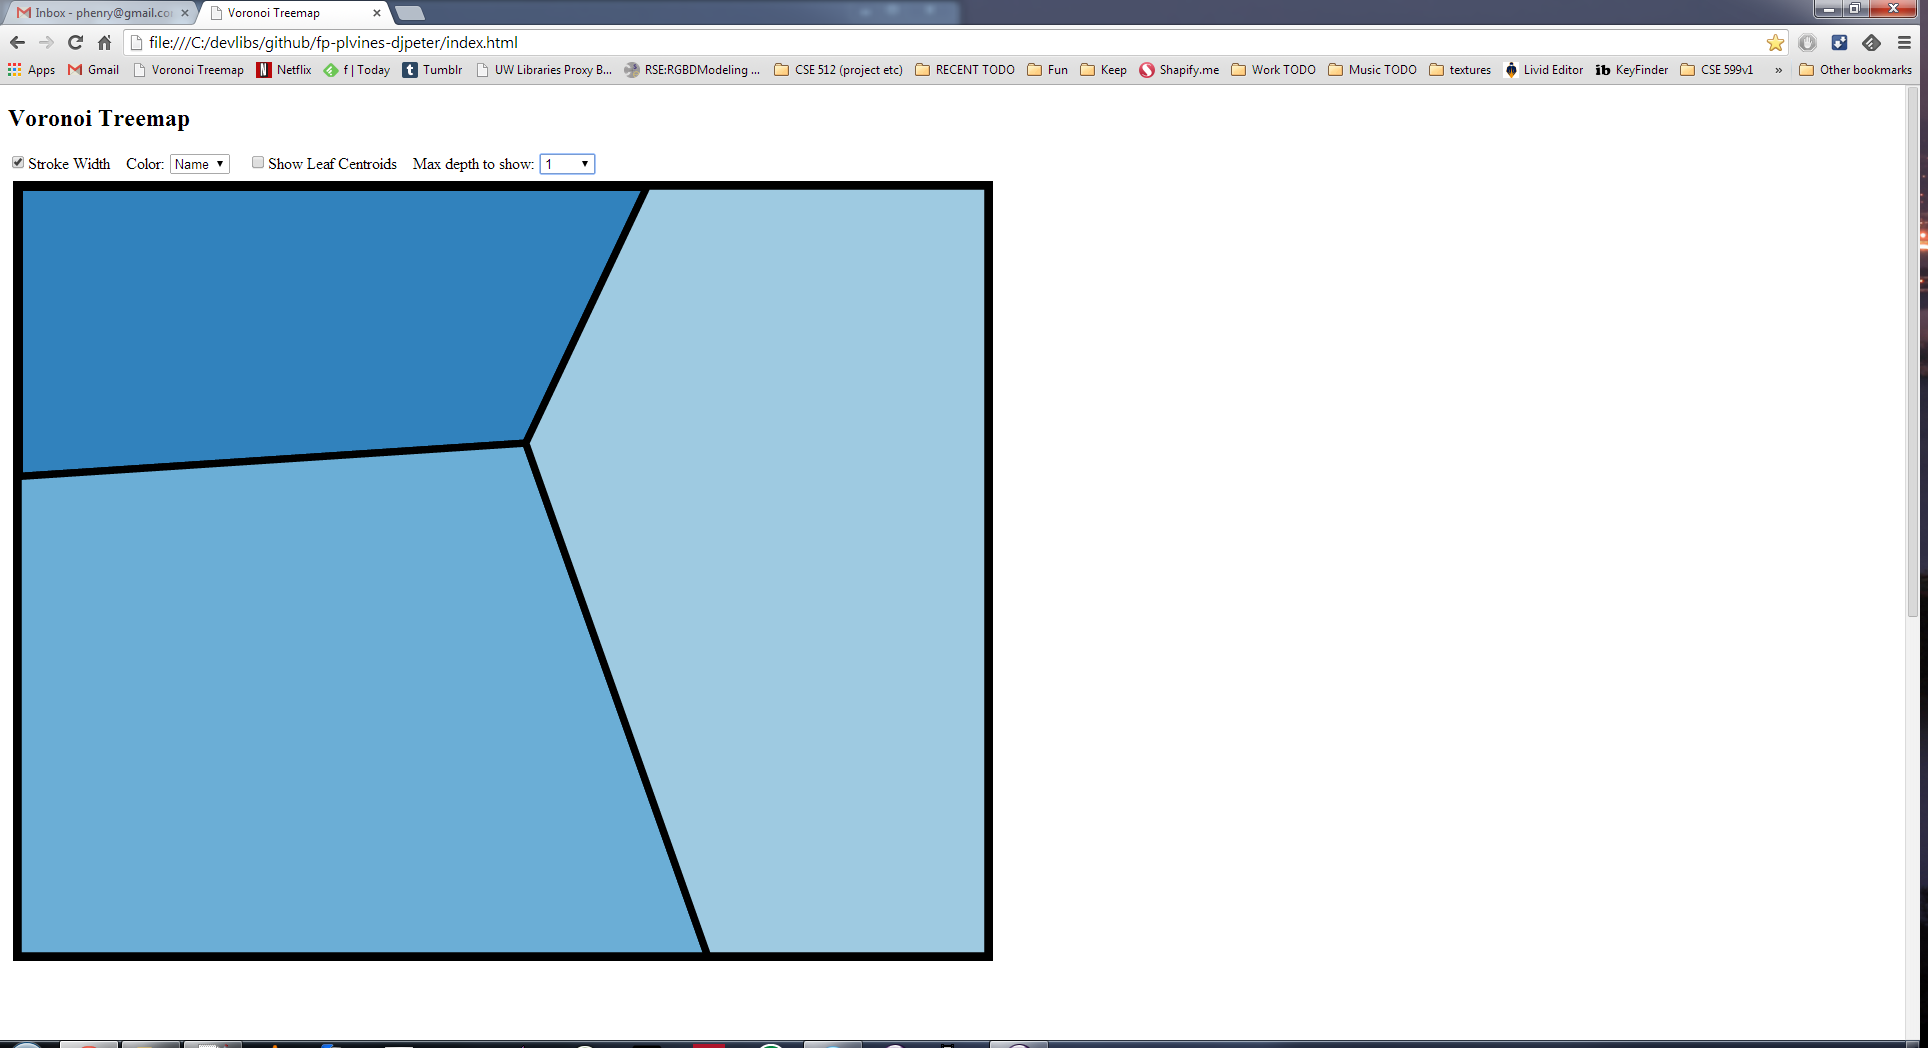 Inbox - phenry@gmail.co
Voronoi Treemap
file:///C:/devlibs/github/fp-plvines-djpeter/index.html
Apps Gmail Voronoi Treemap Netflix f | Today Tumblr UW Libraries Proxy B... RSE:RGBDModeling ... CSE 512 (project etc) RECENT TODO Fun Keep Shapify.me Work TODO Music TODO textures Livid Editor KeyFinder CSE 599v1 » Other bookmarks
Voronoi Treemap
Stroke Width Color: Name Show Leaf Centroids Max depth to show: 1